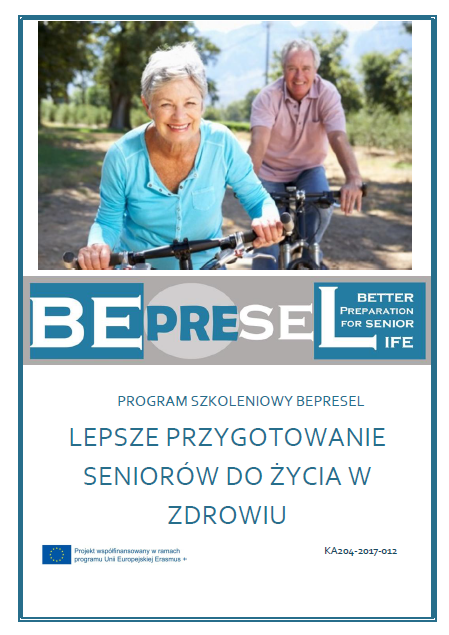 BEPRESEL
BETTER
PREPARATION
FOR SENIOR
IFE
PROGRAM SZKOLENIOWY BEPRESEL
LEPSZE PRZYGOTOWANIE
SENIORÓW DO ŻYCIA W
ZDROWIU
Projekt współfinansowany w ramach
programu Unii Europejskiej Erasmus +
KA204-2017-012